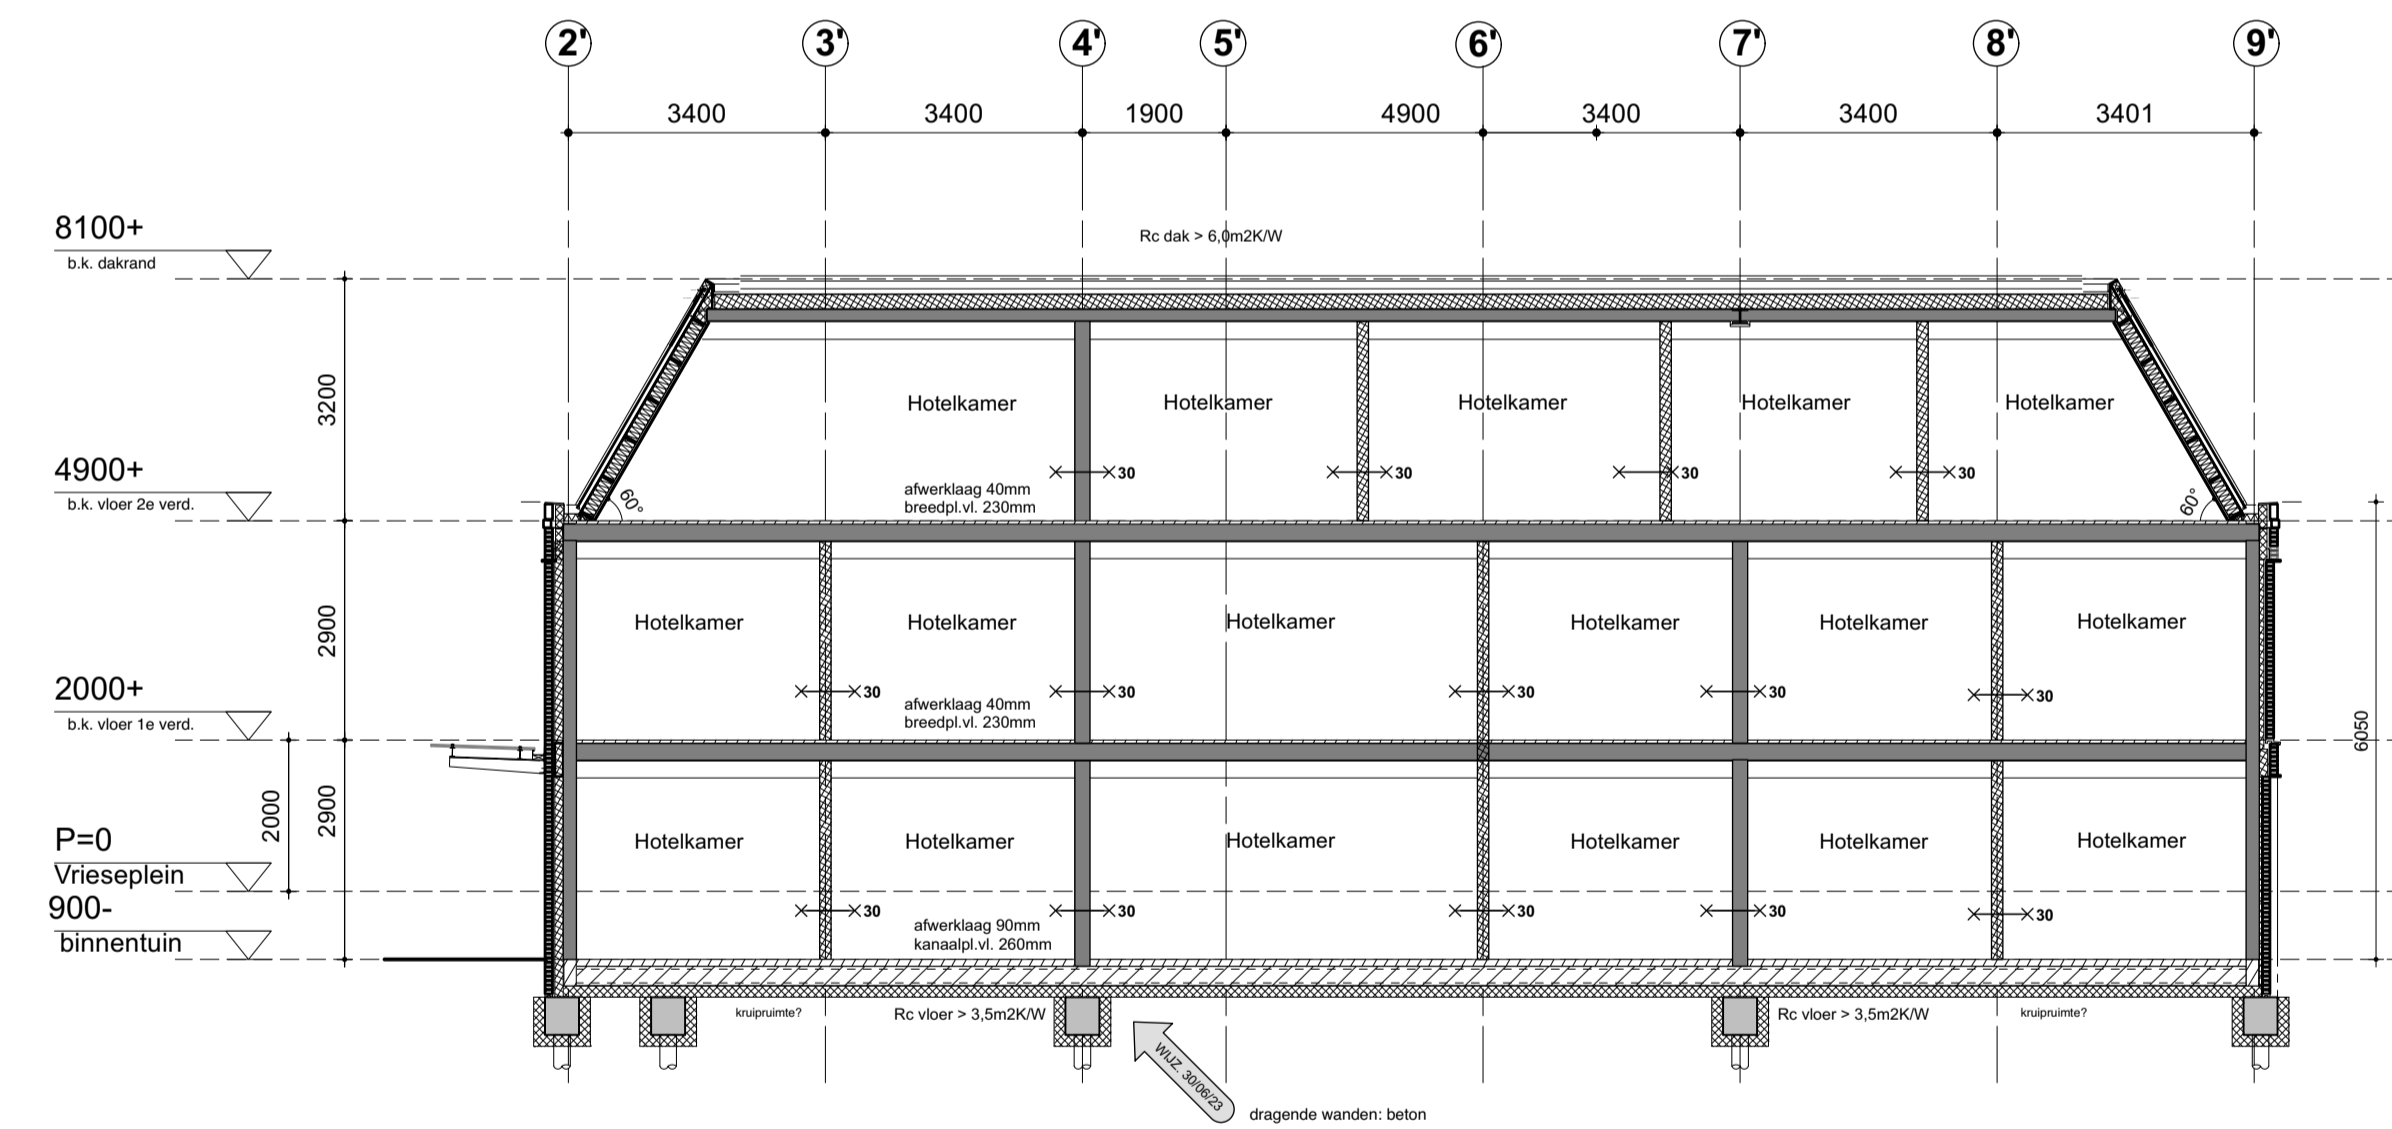 2' 3' 4' 5' 6' 7' 8' 9'
3400 3400 1900 4900 3400 3400 3401
8100+
b.k. dakrand
Rc dak > 6,0m2K/W
3200
Hotelkamer Hotelkamer Hotelkamer Hotelkamer Hotelkamer
4900+
b.k. vloer 2e verd.
30 30 30 30
60° 60°
afwerklaag 40mm
breedpl.vl. 230mm
2900
Hotelkamer Hotelkamer Hotelkamer Hotelkamer Hotelkamer Hotelkamer
2000+
b.k. vloer 1e verd.
30 30 30 30 30
afwerklaag 40mm
breedpl.vl. 230mm
6050
2000
2900
Hotelkamer Hotelkamer Hotelkamer Hotelkamer Hotelkamer Hotelkamer
P=0
Vrieseplein
900-
binnentuin
30 30 30 30 30
afwerklaag 90mm
kanaalpl.vl. 260mm
kruipruimte? Rc vloer > 3,5m2K/W Rc vloer > 3,5m2K/W kruipruimte?
WIJZ. 30/06/23
dragende wanden: beton